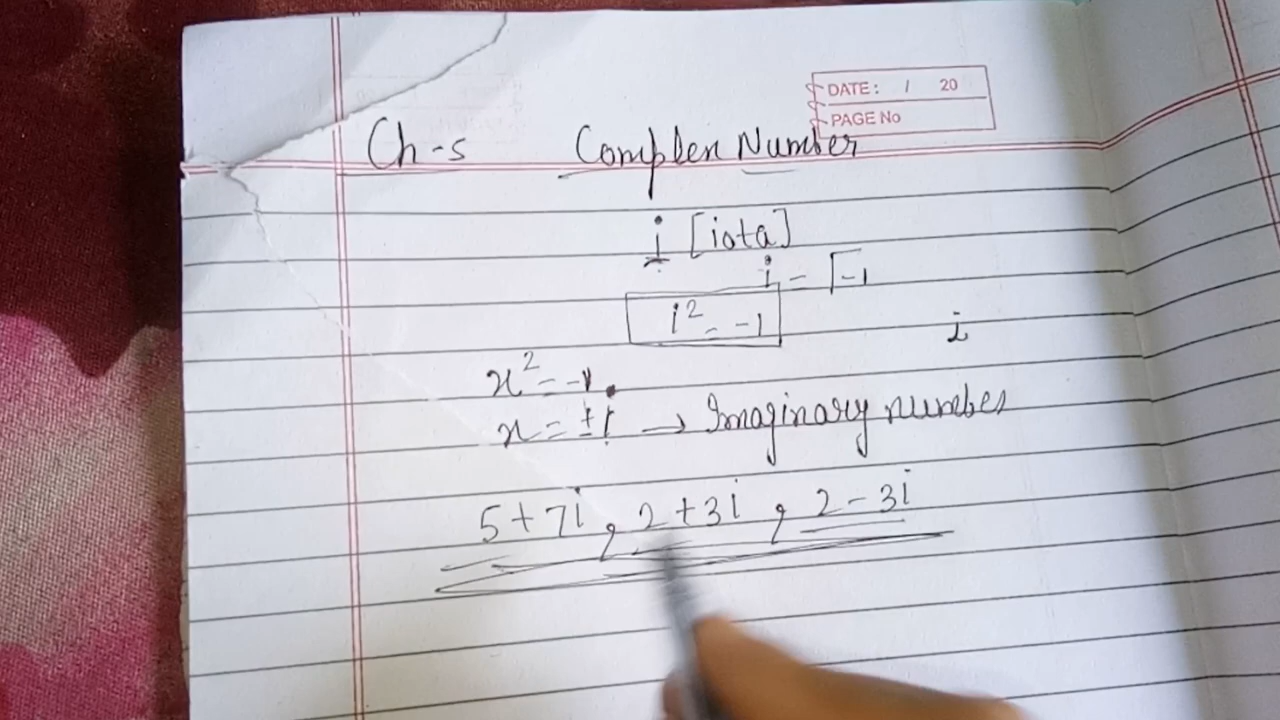 DATE: / 20
PAGE No
Ch-5 Complex Number
i [iota]
i = √-1
i² = -1
i
x² = -1
x = ±i → Imaginary number
5+7i, 2+3i, 2-3i